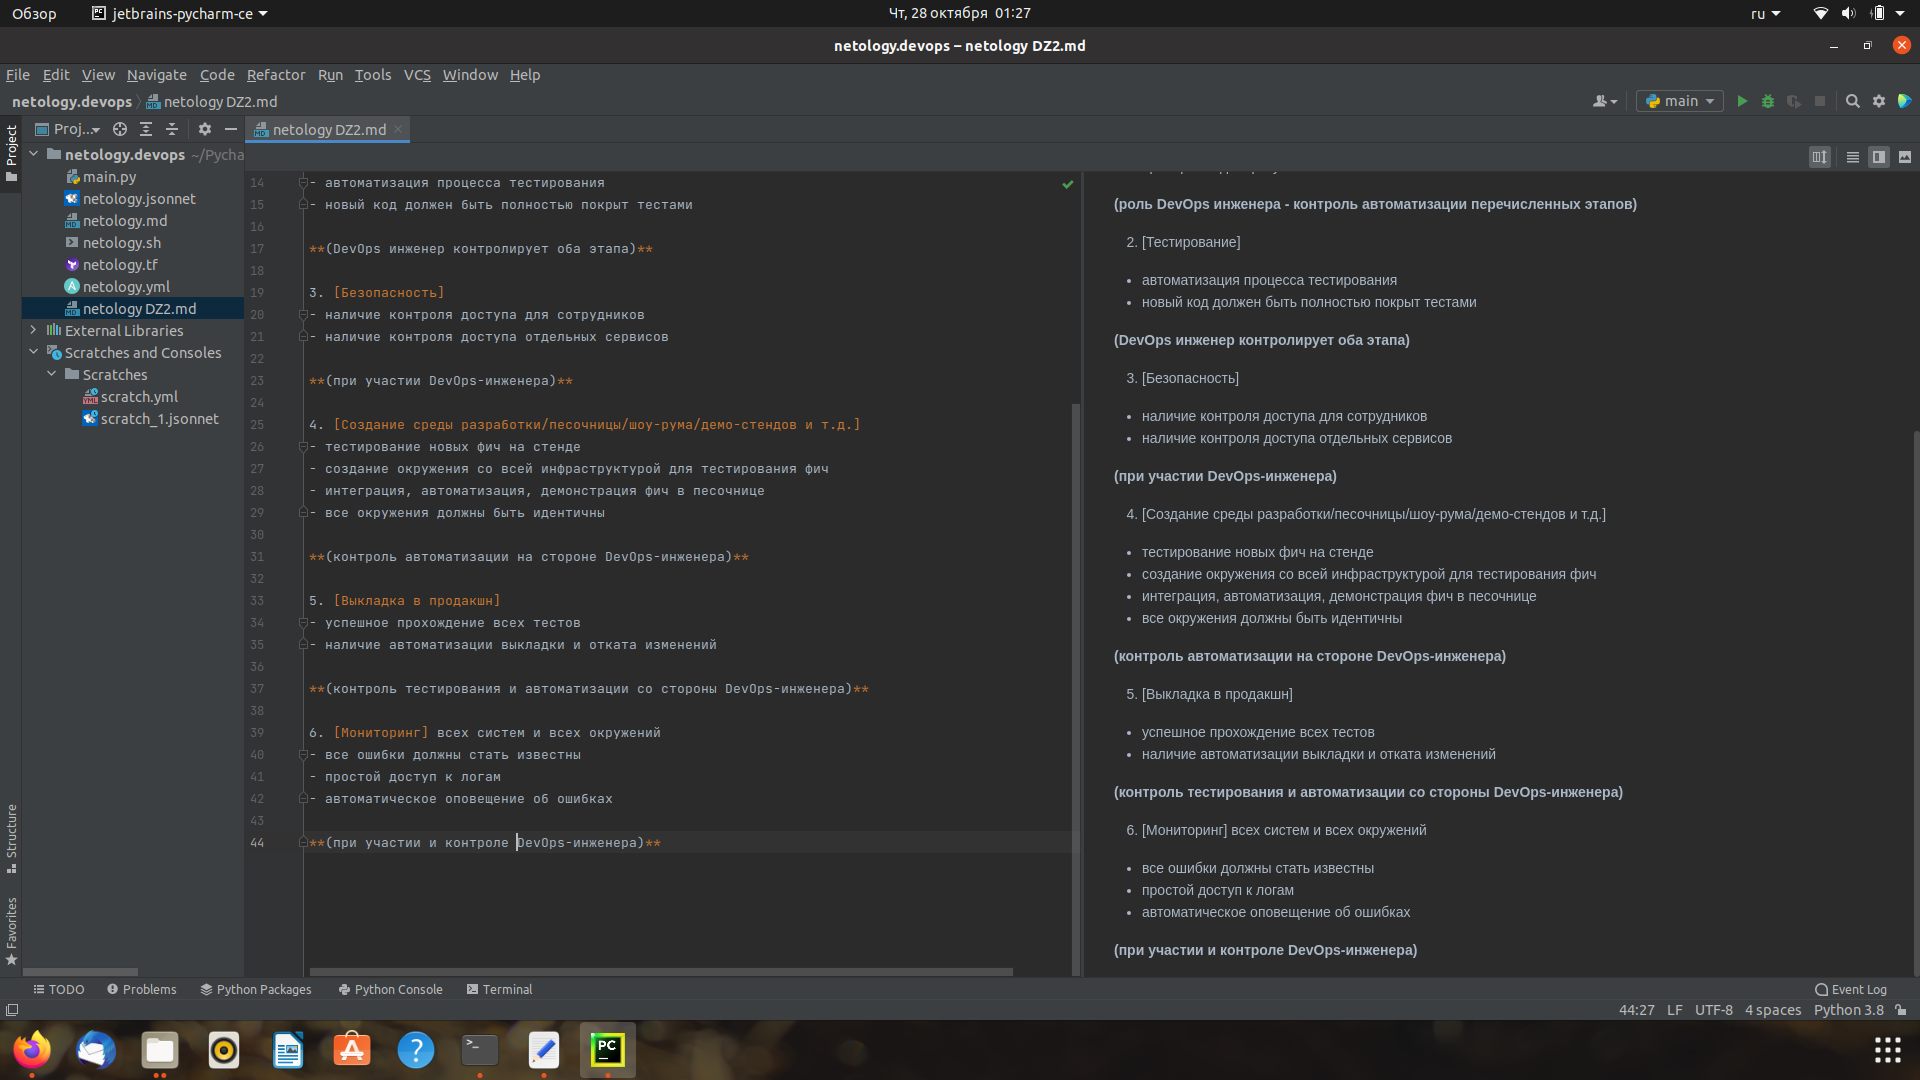 Обзор
jetbrains-pycharm-ce
Чт, 28 октября 01:27
ru
netology.devops – netology DZ2.md
File Edit View Navigate Code Refactor Run Tools VCS Window Help
netology.devops netology DZ2.md
main
Project
Proj...
netology DZ2.md
netology.devops ~/Pycha
main.py
netology.jsonnet
netology.md
netology.sh
netology.tf
netology.yml
netology DZ2.md
External Libraries
Scratches and Consoles
Scratches
scratch.yml
scratch_1.jsonnet
Structure
Favorites
14 - автоматизация процесса тестирования
15 - новый код должен быть полностью покрыт тестами
16
17 **(DevOps инженер контролирует оба этапа)**
18
19 3. [Безопасность]
20 - наличие контроля доступа для сотрудников
21 - наличие контроля доступа отдельных сервисов
22
23 **(при участии DevOps-инженера)**
24
25 4. [Создание среды разработки/песочницы/шоу-рума/демо-стендов и т.д.]
26 - тестирование новых фич на стенде
27 - создание окружения со всей инфраструктурой для тестирования фич
28 - интеграция, автоматизация, демонстрация фич в песочнице
29 - все окружения должны быть идентичны
30
31 **(контроль автоматизации на стороне DevOps-инженера)**
32
33 5. [Выкладка в продакшн]
34 - успешное прохождение всех тестов
35 - наличие автоматизации выкладки и отката изменений
36
37 **(контроль тестирования и автоматизации со стороны DevOps-инженера)**
38
39 6. [Мониторинг] всех систем и всех окружений
40 - все ошибки должны стать известны
41 - простой доступ к логам
42 - автоматическое оповещение об ошибках
43
44 **(при участии и контроле DevOps-инженера)**
(роль DevOps инженера - контроль автоматизации перечисленных этапов)
2. [Тестирование]
• автоматизация процесса тестирования
• новый код должен быть полностью покрыт тестами
(DevOps инженер контролирует оба этапа)
3. [Безопасность]
• наличие контроля доступа для сотрудников
• наличие контроля доступа отдельных сервисов
(при участии DevOps-инженера)
4. [Создание среды разработки/песочницы/шоу-рума/демо-стендов и т.д.]
• тестирование новых фич на стенде
• создание окружения со всей инфраструктурой для тестирования фич
• интеграция, автоматизация, демонстрация фич в песочнице
• все окружения должны быть идентичны
(контроль автоматизации на стороне DevOps-инженера)
5. [Выкладка в продакшн]
• успешное прохождение всех тестов
• наличие автоматизации выкладки и отката изменений
(контроль тестирования и автоматизации со стороны DevOps-инженера)
6. [Мониторинг] всех систем и всех окружений
• все ошибки должны стать известны
• простой доступ к логам
• автоматическое оповещение об ошибках
(при участии и контроле DevOps-инженера)
TODO Problems Python Packages Python Console Terminal Event Log
44:27 LF UTF-8 4 spaces Python 3.8
PC